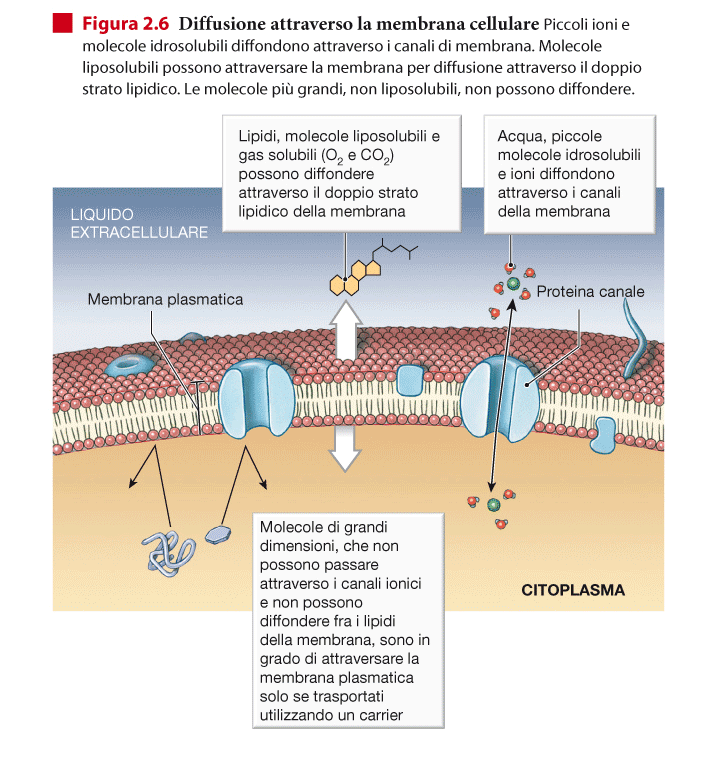 Figura 2.6 Diffusione attraverso la membrana cellulare Piccoli ioni e
molecole idrosolubili diffondono attraverso i canali di membrana. Molecole
liposolubili possono attraversare la membrana per diffusione attraverso il doppio
strato lipidico. Le molecole più grandi, non liposolubili, non possono diffondere.
Lipidi, molecole liposolubili e
gas solubili (O₂ e CO₂)
possono diffondere
attraverso il doppio strato
lipidico della membrana
Acqua, piccole
molecole idrosolubili
e ioni diffondono
attraverso i canali
della membrana
LIQUIDO
EXTRACELLULARE
Membrana plasmatica
Proteina canale
Molecole di grandi
dimensioni, che non
possono passare
attraverso i canali ionici
e non possono
diffondere fra i lipidi
della membrana, sono in
grado di attraversare la
membrana plasmatica
solo se trasportati
utilizzando un carrier
CITOPLASMA